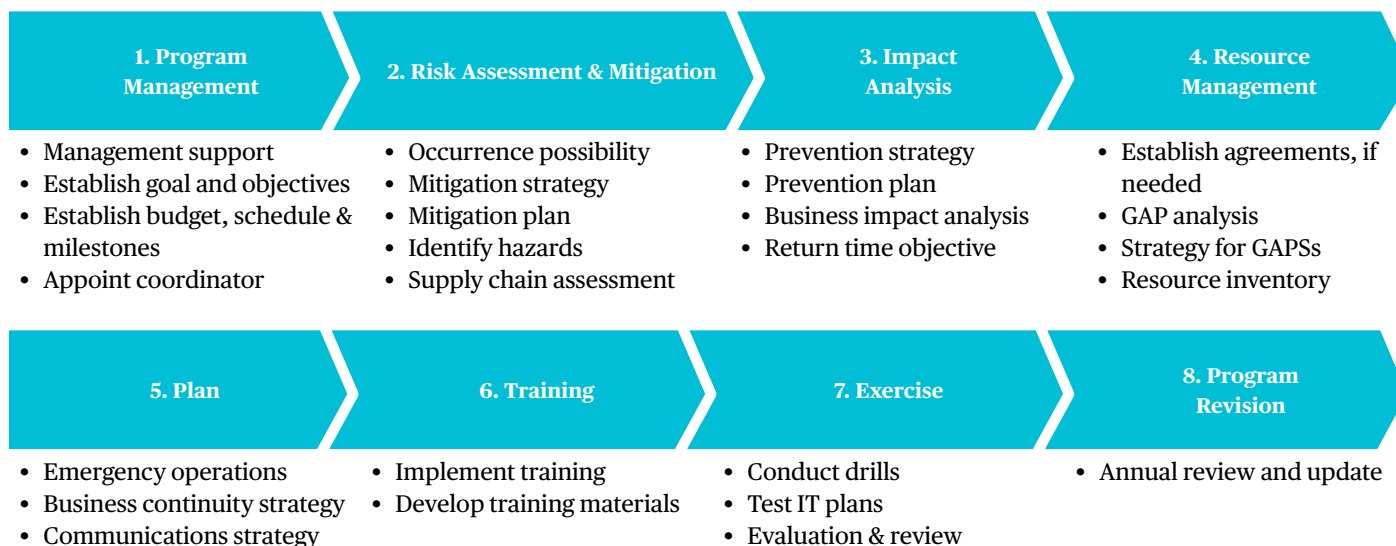 1. Program
Management
2. Risk Assessment & Mitigation
3. Impact
Analysis
4. Resource
Management
• Management support
• Establish goal and objectives
• Establish budget, schedule &
milestones
• Appoint coordinator
• Occurrence possibility
• Mitigation strategy
• Mitigation plan
• Identify hazards
• Supply chain assessment
• Prevention strategy
• Prevention plan
• Business impact analysis
• Return time objective
• Establish agreements, if
needed
• GAP analysis
• Strategy for GAPSs
• Resource inventory
5. Plan
6. Training
7. Exercise
8. Program
Revision
• Emergency operations
• Business continuity strategy
• Communications strategy
• Implement training
• Develop training materials
• Conduct drills
• Test IT plans
• Evaluation & review
• Annual review and update